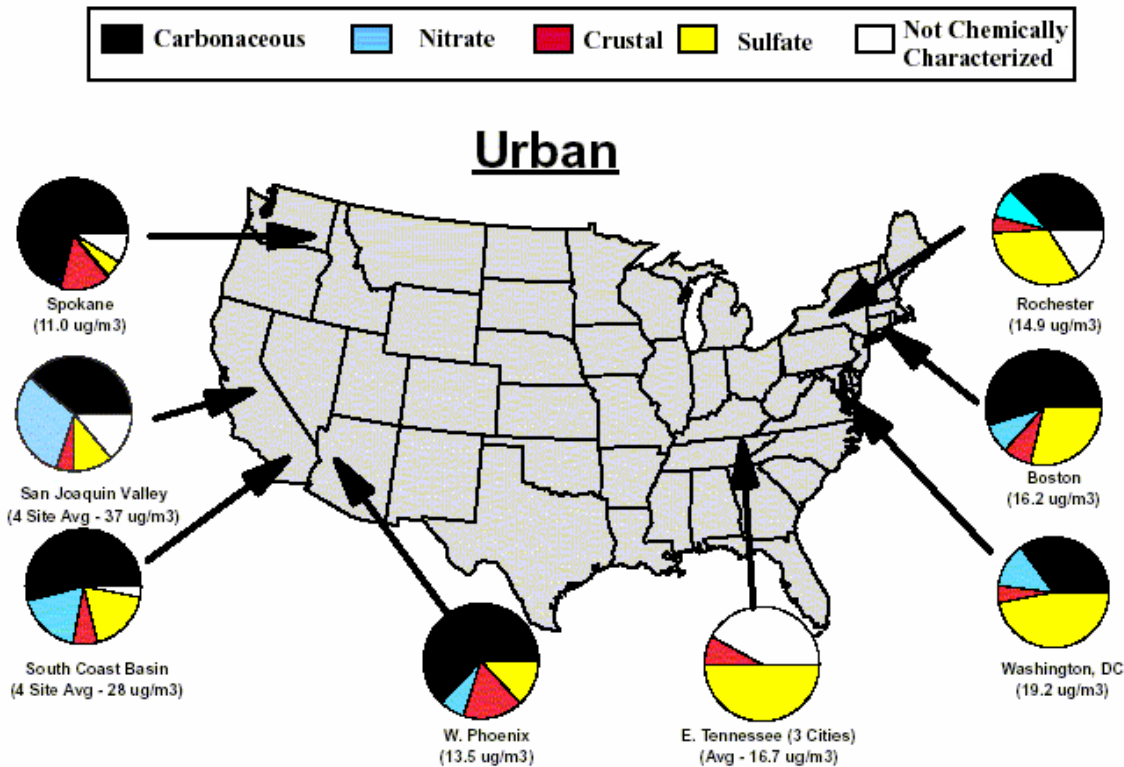 Carbonaceous
Nitrate
Crustal
Sulfate
Not Chemically
Characterized
Urban
Spokane
(11.0 ug/m3)
Rochester
(14.9 ug/m3)
San Joaquin Valley
(4 Site Avg - 37 ug/m3)
Boston
(16.2 ug/m3)
South Coast Basin
(4 Site Avg - 28 ug/m3)
W. Phoenix
(13.5 ug/m3)
E. Tennessee (3 Cities)
(Avg - 16.7 ug/m3)
Washington, DC
(19.2 ug/m3)